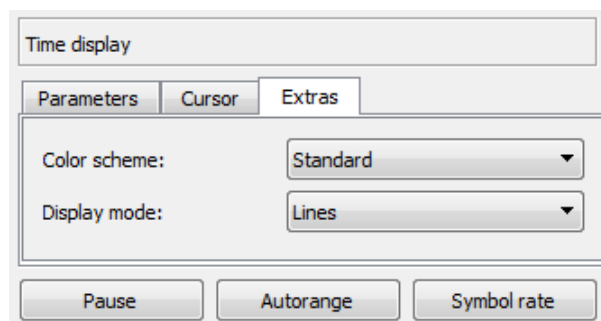 Time display
Parameters Cursor Extras
Color scheme: Standard
Display mode: Lines
Pause Autorange Symbol rate